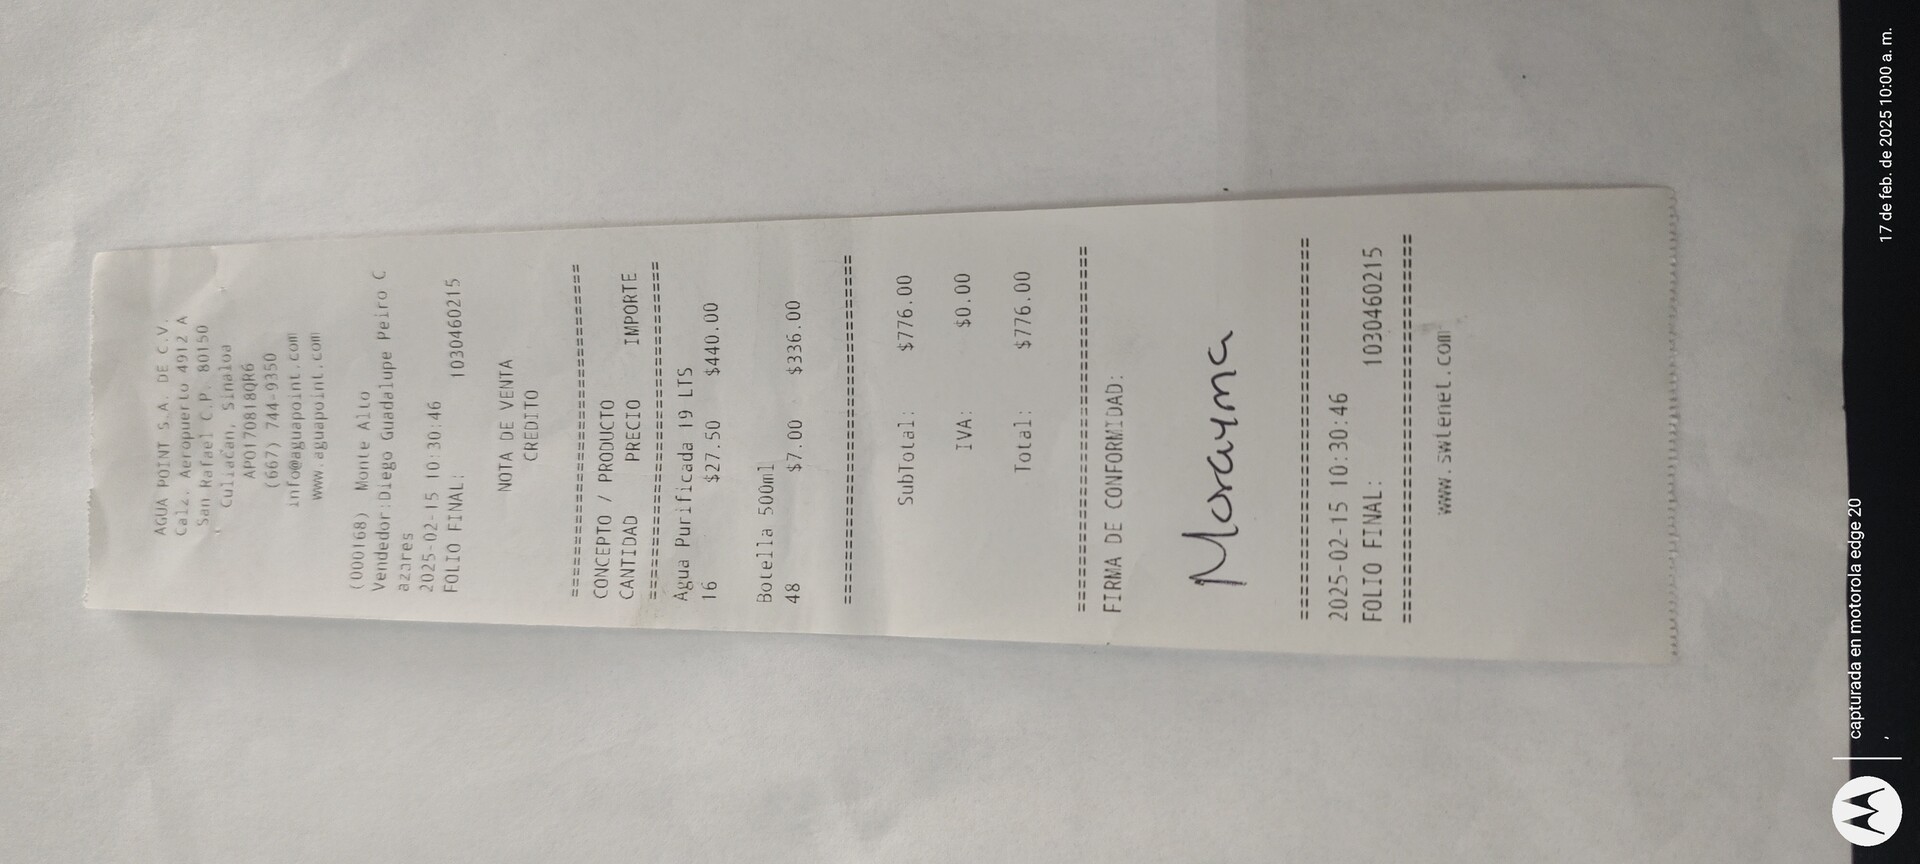 AGUA POINT S.A. DE C.V.
Calz. Aeropuerto 4912 A
San Rafael C.P. 80150
Culiacan, Sinaloa
APO170818QR6
(667) 744-9350
info@aguapoint.com
www.aguapoint.com
(000168) Monte Alto
Vendedor:Diego Guadalupe Peiro C
azares
2025-02-15 10:30:46
FOLIO FINAL: 1030460215
NOTA DE VENTA
CREDITO
================================
CONCEPTO / PRODUCTO
CANTIDAD PRECIO IMPORTE
================================
Agua Purificada 19 LTS
16 $27.50 $440.00
Botella 500ml
48 $7.00 $336.00
================================
SubTotal: $776.00
IVA: $0.00
Total: $776.00
================================
FIRMA DE CONFORMIDAD:
Morayma
================================
2025-02-15 10:30:46
FOLIO FINAL: 1030460215
================================
www.swtenet.com
capturada en motorola edge 20
,
17 de feb. de 2025 10:00 a. m.